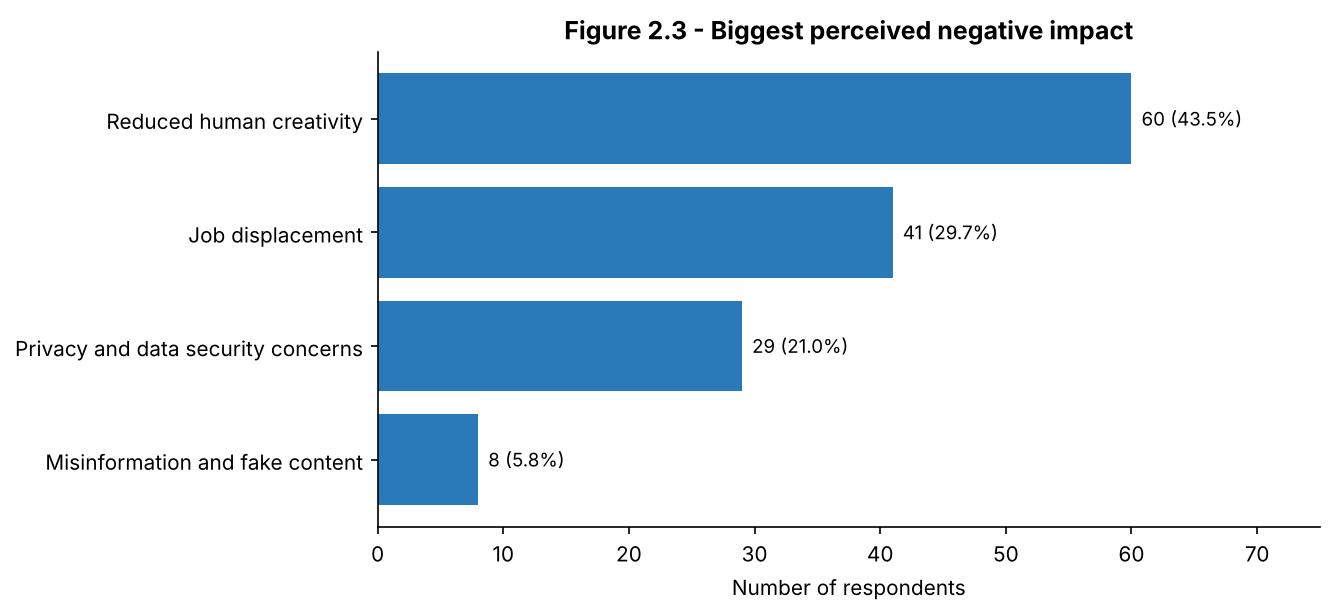 Figure 2.3 - Biggest perceived negative impact
Reduced human creativity
60 (43.5%)
Job displacement
41 (29.7%)
Privacy and data security concerns
29 (21.0%)
Misinformation and fake content
8 (5.8%)
0 10 20 30 40 50 60 70
Number of respondents